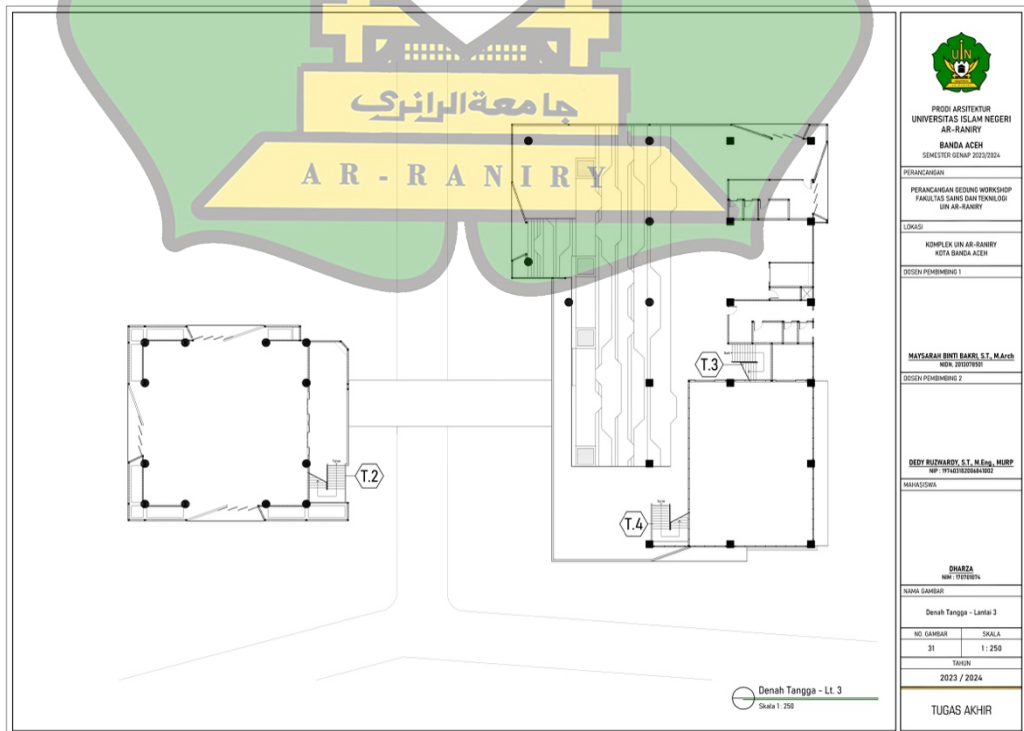 جامعة الرانري
AR-RANIRY
T.2
T.3
T.4
Denah Tangga - Lt. 3
Skala 1 : 250
UIN
PRODI ARSITEKTUR
UNIVERSITAS ISLAM NEGERI
AR-RANIRY
BANDA ACEH
SEMESTER GENAP 2023/2024
PERANCANGAN
PERANCANGAN GEDUNG WORKSHOP
FAKULTAS SAINS DAN TEKNILOGI
UIN AR-RANIRY
LOKASI
KOMPLEK UIN AR-RANIRY
KOTA BANDA ACEH
DOSEN PEMBIMBING 1
MAYSARAH BINTI BAKRI, S.T., M.Arch
NIDN. 2013078501
DOSEN PEMBIMBING 2
DEDY RUZWARDY, S.T., M.Eng., MURP
MAHASISWA
DHARZA
NIM : 170701074
NAMA GAMBAR
Denah Tangga - Lantai 3
NO. GAMBAR
SKALA
31
1 : 250
TAHUN
2023 / 2024
TUGAS AKHIR